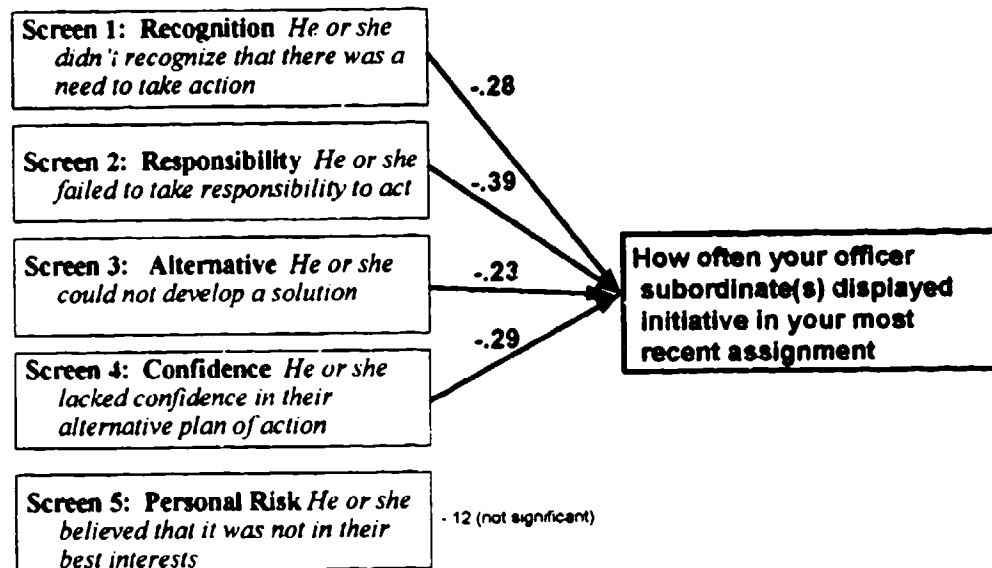 Screen 1: Recognition He or she
didn't recognize that there was a
need to take action
-.28
Screen 2: Responsibility He or she
failed to take responsibility to act
-.39
Screen 3: Alternative He or she
could not develop a solution
-.23
Screen 4: Confidence He or she
lacked confidence in their
alternative plan of action
-.29
Screen 5: Personal Risk He or she
believed that it was not in their
best interests
- 12 (not significant)
How often your officer
subordinate(s) displayed
initiative in your most
recent assignment